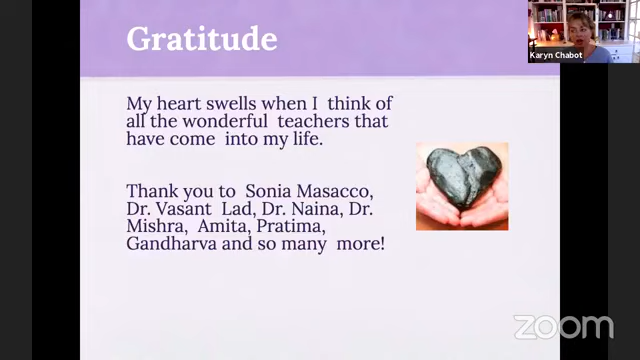 Gratitude
Karyn Chabot
My heart swells when I think of
all the wonderful teachers that
have come into my life.
Thank you to Sonia Masacco,
Dr. Vasant Lad, Dr. Naina, Dr.
Mishra, Amita, Pratima,
Gandharva and so many more!
zoom